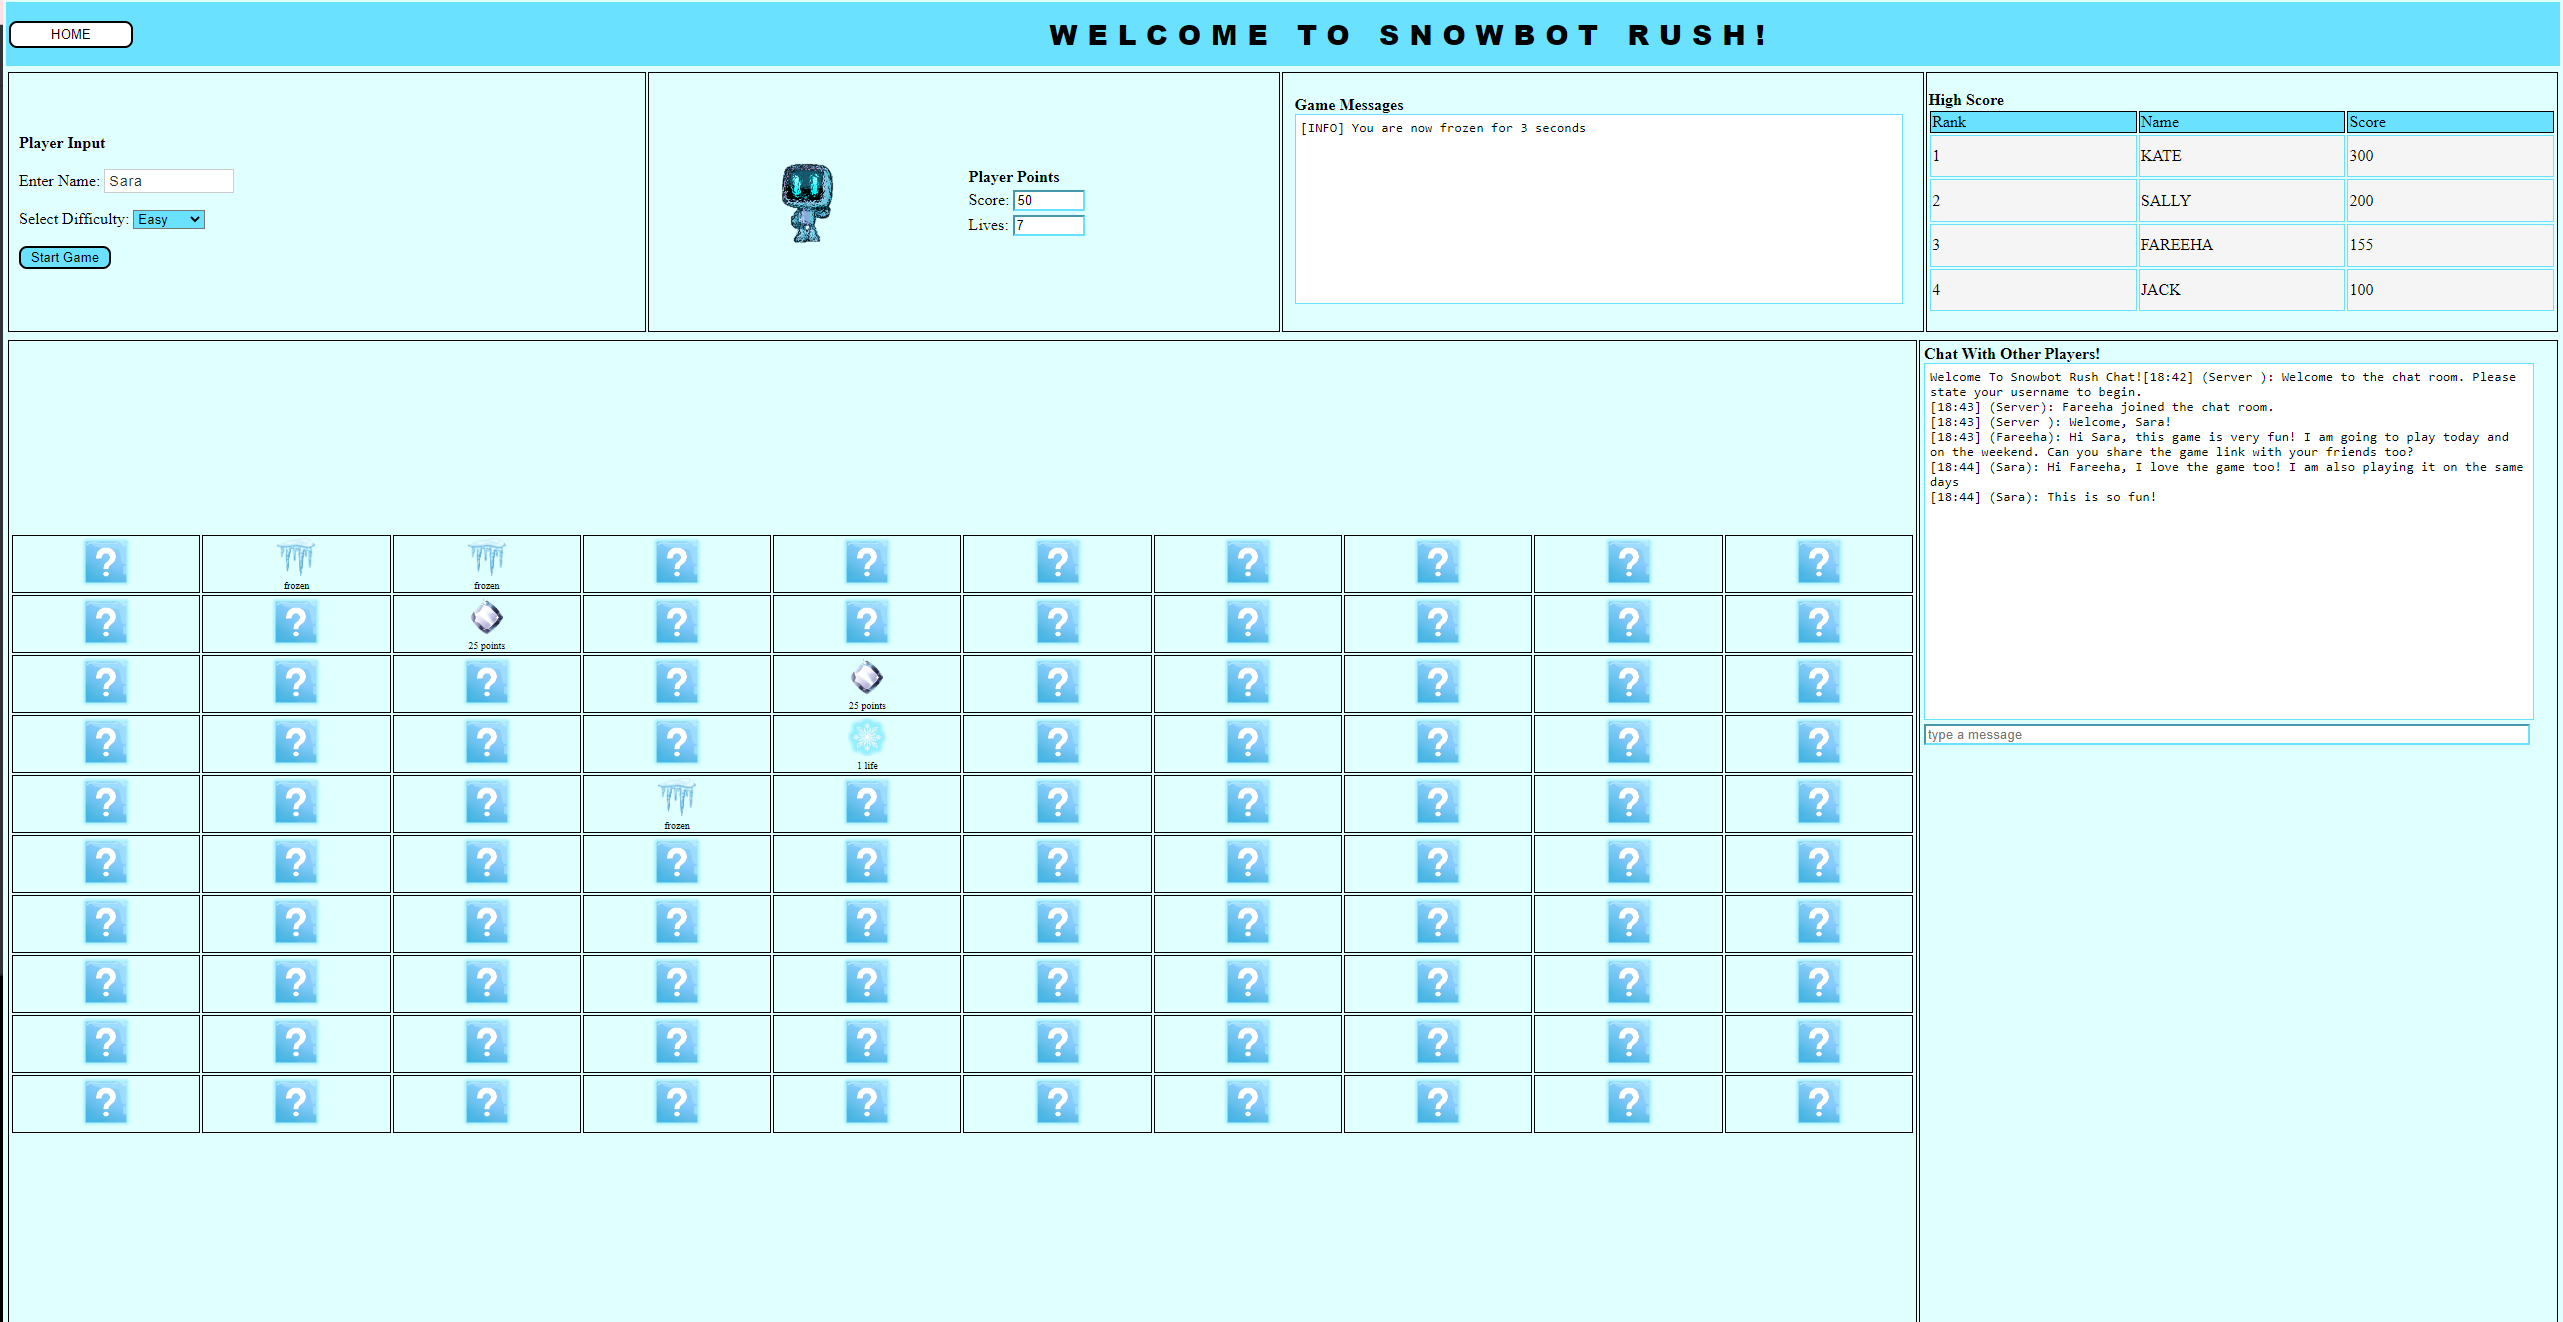 HOME
WELCOME TO SNOWBOT RUSH!
Player Input
Enter Name: Sara
Select Difficulty: Easy
Start Game
Player Points
Score: 50
Lives: 7
Game Messages
[INFO] You are now frozen for 3 seconds
High Score
Rank Name Score
1 KATE 300
2 SALLY 200
3 FAREEHA 155
4 JACK 100
? frozen frozen ? ? ? ? ? ? ?
? ? 25 points ? ? ? ? ? ? ?
? ? ? ? 25 points ? ? ? ? ?
? ? ? ? 1 life ? ? ? ? ?
? ? ? frozen ? ? ? ? ? ?
? ? ? ? ? ? ? ? ? ?
? ? ? ? ? ? ? ? ? ?
? ? ? ? ? ? ? ? ? ?
? ? ? ? ? ? ? ? ? ?
? ? ? ? ? ? ? ? ? ?
Chat With Other Players!
Welcome To Snowbot Rush Chat![18:42] (Server ): Welcome to the chat room. Please
state your username to begin.
[18:43] (Server): Fareeha joined the chat room.
[18:43] (Server ): Welcome, Sara!
[18:43] (Fareeha): Hi Sara, this game is very fun! I am going to play today and
on the weekend. Can you share the game link with your friends too?
[18:44] (Sara): Hi Fareeha, I love the game too! I am also playing it on the same
days
[18:44] (Sara): This is so fun!
type a message